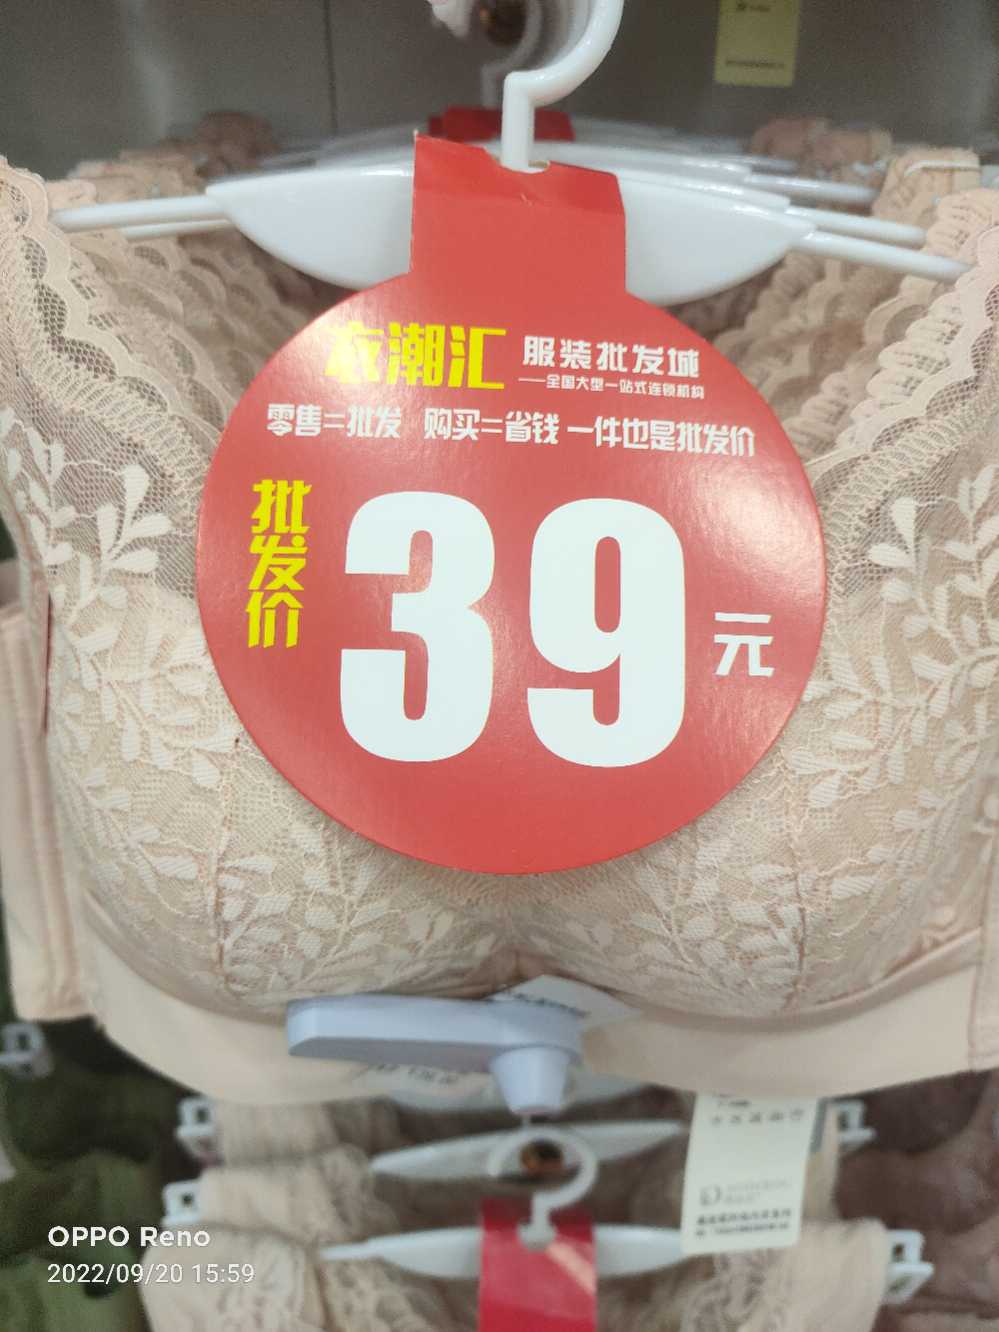 衣潮汇 服装批发城
——全国大型一站式连锁机构
零售=批发 购买=省钱 一件也是批发价
批发价
39
元
OPPO Reno
2022/09/20 15:59